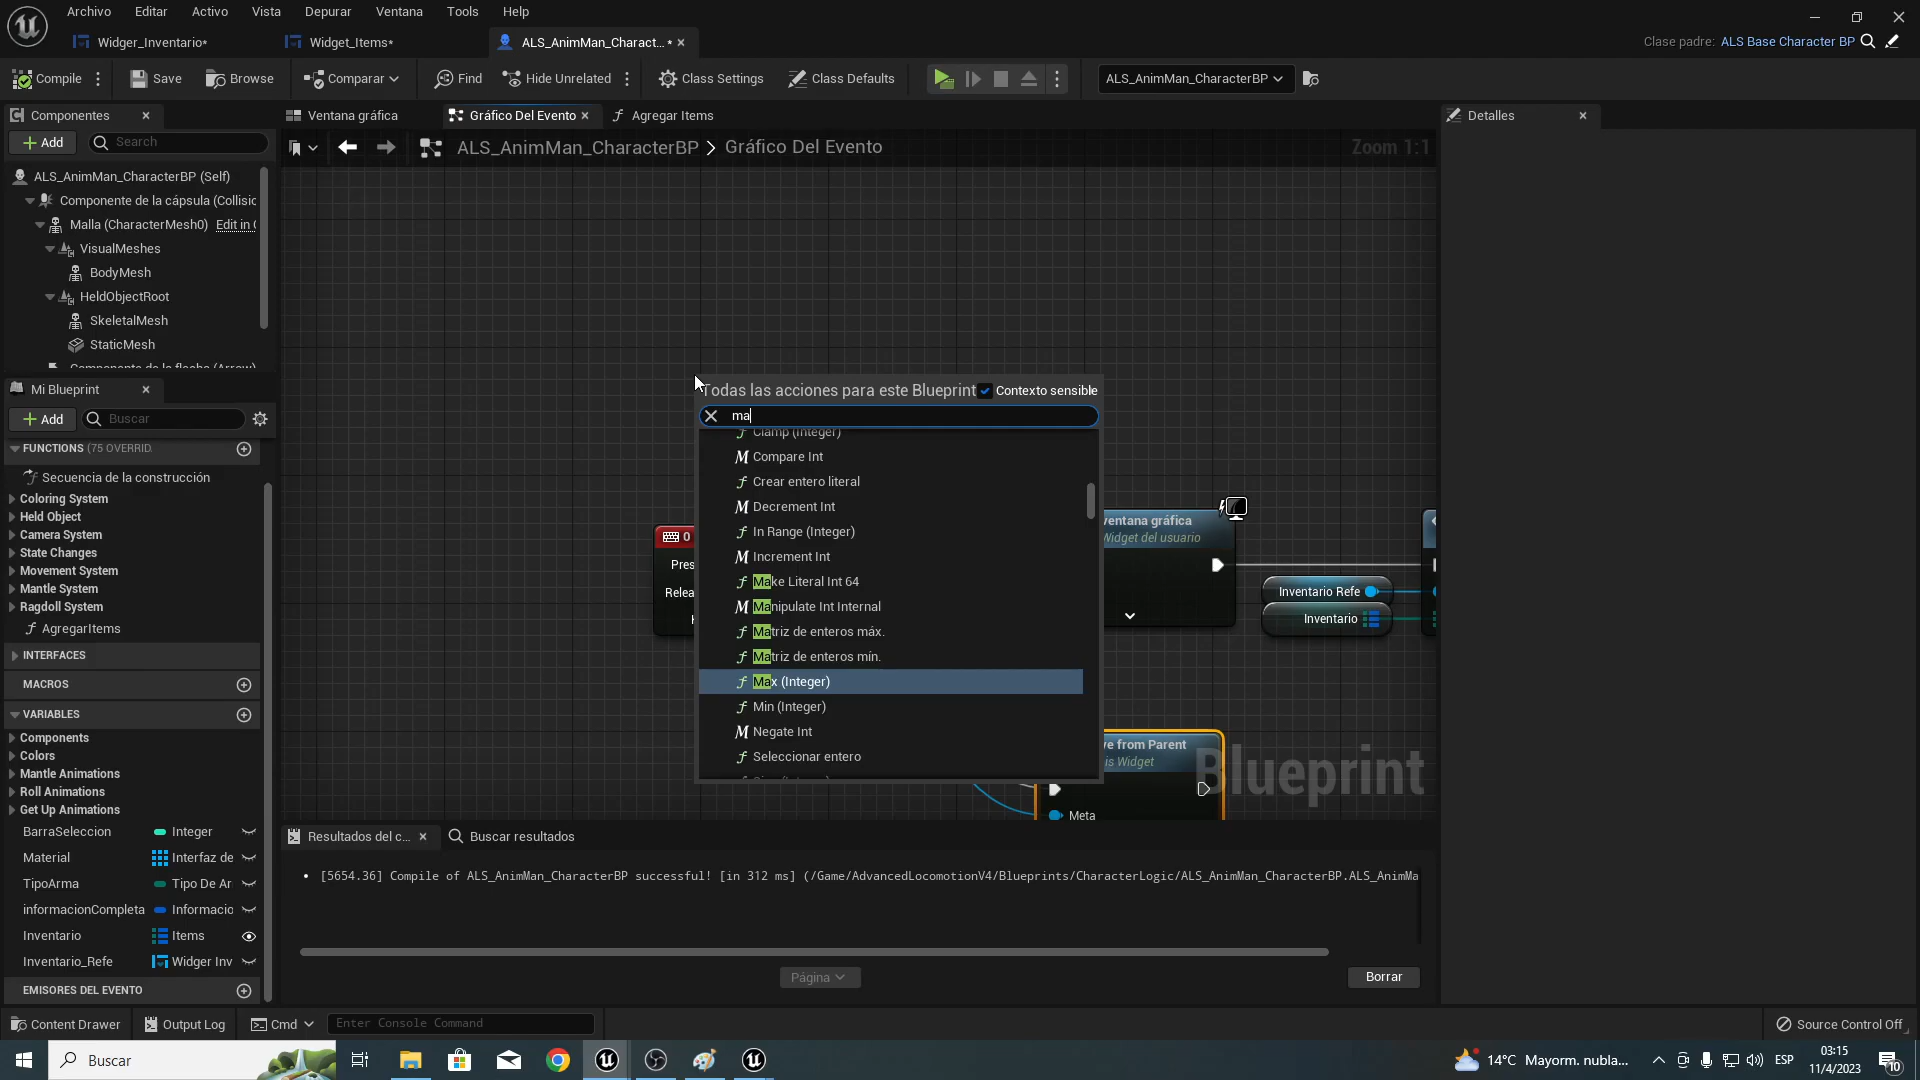 Archivo Editar Activo Vista Depurar Ventana Tools Help
Widger_Inventario* Widget_Items* ALS_AnimMan_Charact... *
Clase padre: ALS Base Character BP
Compile Save Browse Comparar Find Hide Unrelated Class Settings Class Defaults ALS_AnimMan_CharacterBP
Componentes Ventana gráfica Gráfico Del Evento Agregar Items Detalles
Add Search
ALS_AnimMan_CharacterBP > Gráfico Del Evento Zoom 1:1
ALS_AnimMan_CharacterBP (Self)
Componente de la cápsula (Collisic
Malla (CharacterMesh0) Edit in C
VisualMeshes
BodyMesh
HeldObjectRoot
SkeletalMesh
StaticMesh
Mi Blueprint
Add Buscar
FUNCTIONS (75 OVERRID.
Secuencia de la construcción
Coloring System
Held Object
Camera System
State Changes
Movement System
Mantle System
Ragdoll System
AgregarItems
INTERFACES
MACROS
VARIABLES
Components
Colors
Mantle Animations
Roll Animations
Get Up Animations
BarraSeleccion Integer
Material Interfaz de
TipoArma Tipo De Ar
informacionCompleta Informacio
Inventario Items
Inventario_Refe Widger Inv
EMISORES DEL EVENTO
Todas las acciones para este Blueprint Contexto sensible
ma
Clamp (Integer)
Compare Int
Crear entero literal
Decrement Int
In Range (Integer)
Increment Int
Make Literal Int 64
Manipulate Int Internal
Matriz de enteros máx.
Matriz de enteros mín.
Max (Integer)
Min (Integer)
Negate Int
Seleccionar entero
0
Pres
Relea
K
ventana gráfica
Widget del usuario
Inventario Refe
Inventario
ve from Parent
is Widget
Meta
Blueprint
Resultados del c... Buscar resultados
• [5654.36] Compile of ALS_AnimMan_CharacterBP successful! [in 312 ms] (/Game/AdvancedLocomotionV4/Blueprints/CharacterLogic/ALS_AnimMan_CharacterBP.ALS_AnimMa
Página Borrar
Content Drawer Output Log Cmd Enter Console Command Source Control Off
Buscar 14°C Mayorm. nubla... ESP 03:15
11/4/2023 10